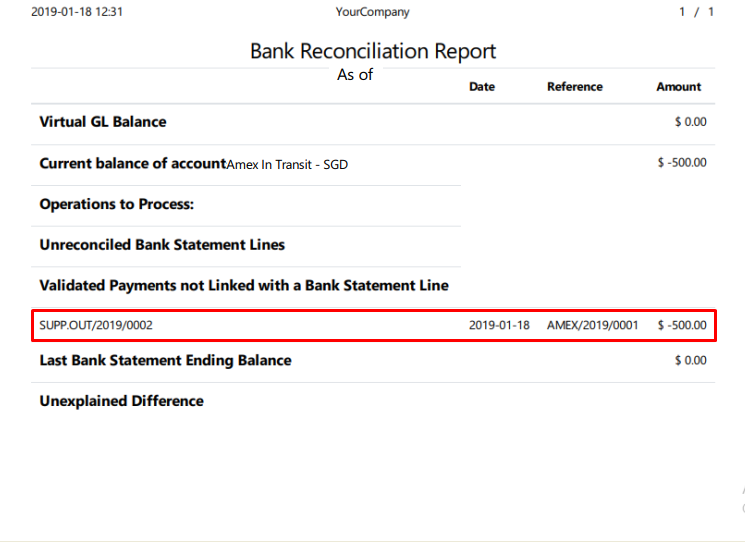 2019-01-18 12:31 YourCompany 1 / 1
Bank Reconciliation Report
As of
Date Reference Amount
Virtual GL Balance $ 0.00
Current balance of accountAmex In Transit - SGD $ -500.00
Operations to Process:
Unreconciled Bank Statement Lines
Validated Payments not Linked with a Bank Statement Line
SUPP.OUT/2019/0002 2019-01-18 AMEX/2019/0001 $ -500.00
Last Bank Statement Ending Balance $ 0.00
Unexplained Difference